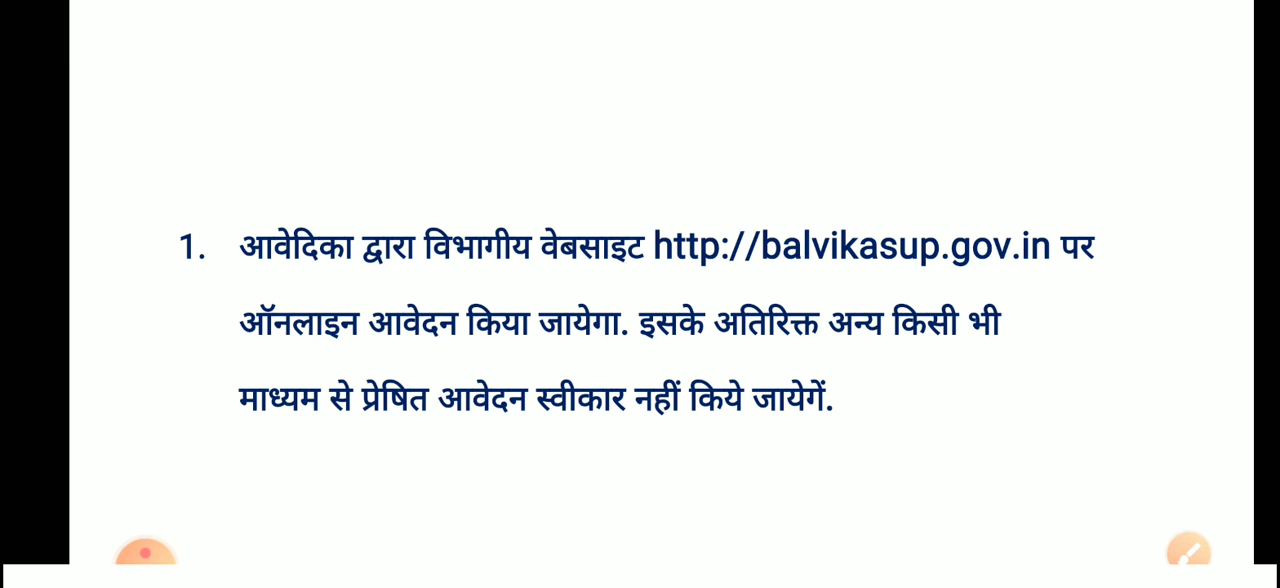 1. आवेदिका द्वारा विभागीय वेबसाइट http://balvikasup.gov.in पर
ऑनलाइन आवेदन किया जायेगा. इसके अतिरिक्त अन्य किसी भी
माध्यम से प्रेषित आवेदन स्वीकार नहीं किये जायेगें.